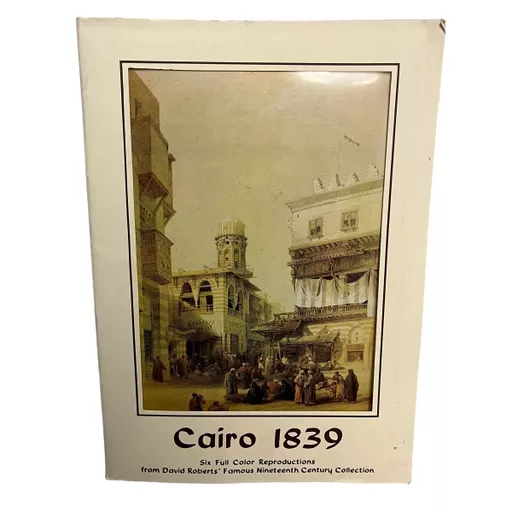 Cairo 1839
Six Full Color Reproductions
from David Roberts' Famous Nineteenth Century Collection